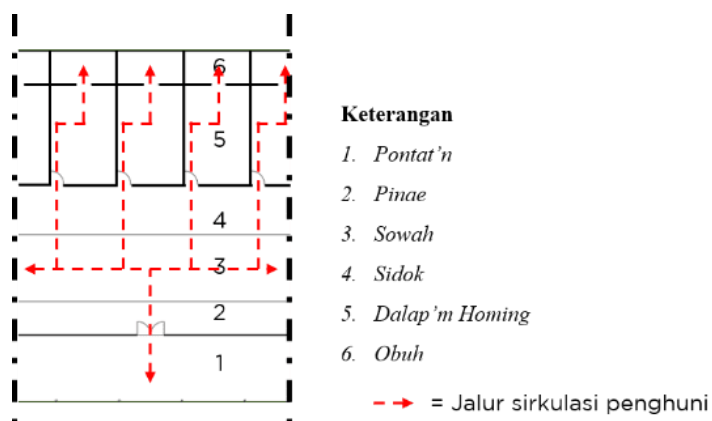 6
5
4
3
2
1
Keterangan
1. Pontat’n
2. Pinae
3. Sowah
4. Sidok
5. Dalap’m Homing
6. Obuh
= Jalur sirkulasi penghuni